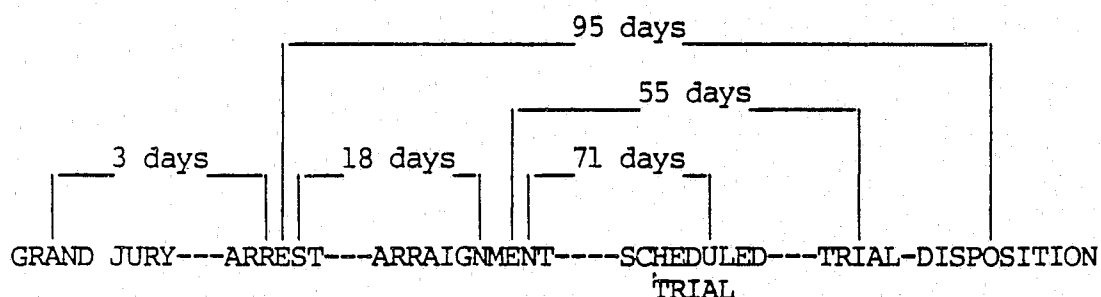 95 days
55 days
3 days 18 days 71 days
GRAND JURY---ARREST---ARRAIGNMENT----SCHEDULED---TRIAL-DISPOSITION
TRIAL